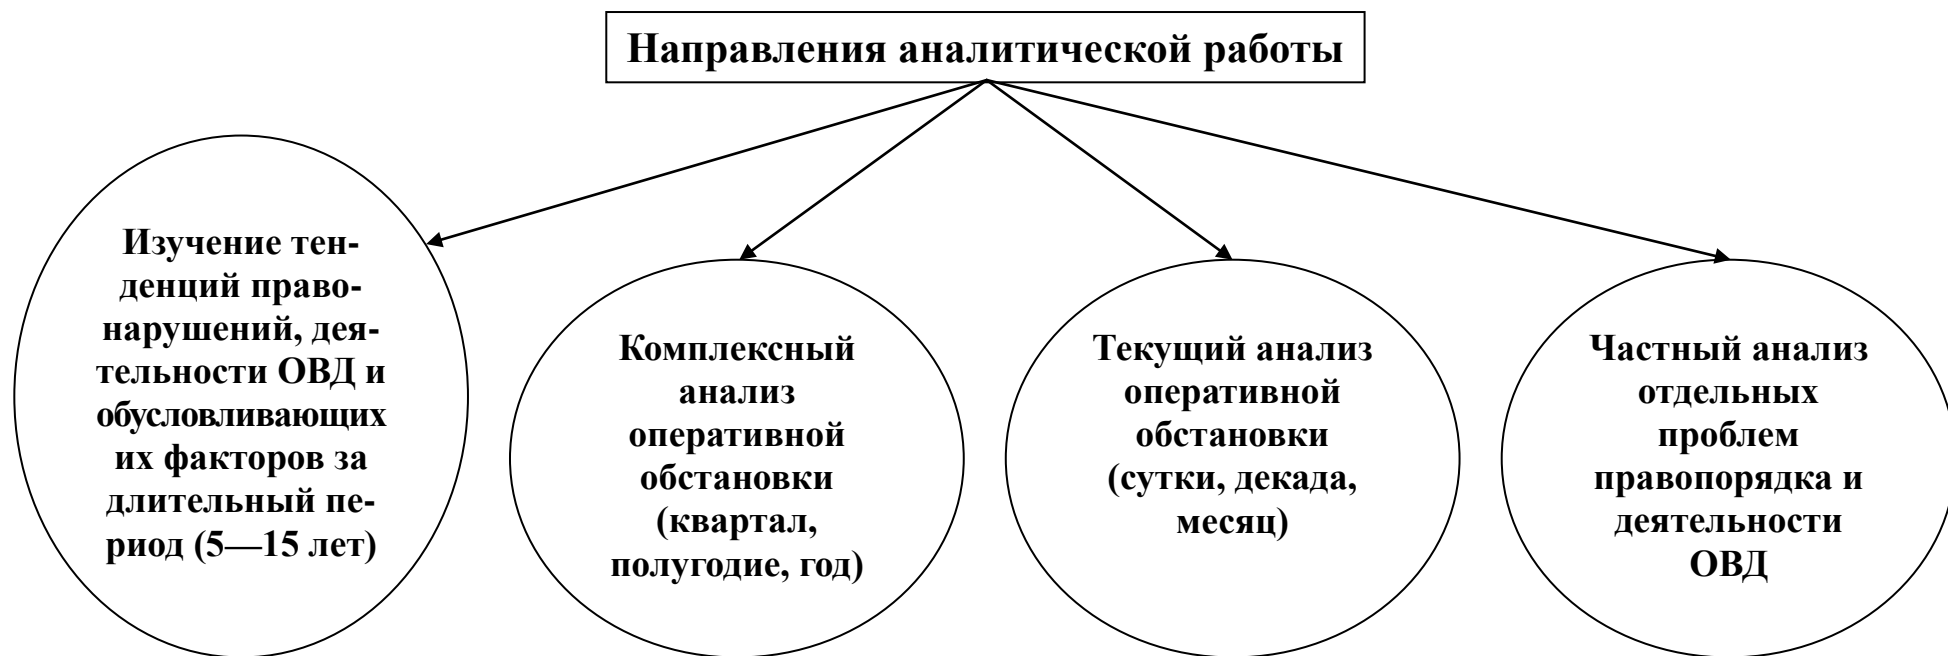 Направления аналитической работы
Изучение тен-
денций право-
нарушений, дея-
тельности ОВД и
обусловливающих
их факторов за
длительный пе-
риод (5—15 лет)
Комплексный
анализ
оперативной
обстановки
(квартал,
полугодие, год)
Текущий анализ
оперативной
обстановки
(сутки, декада,
месяц)
Частный анализ
отдельных
проблем
правопорядка и
деятельности
ОВД